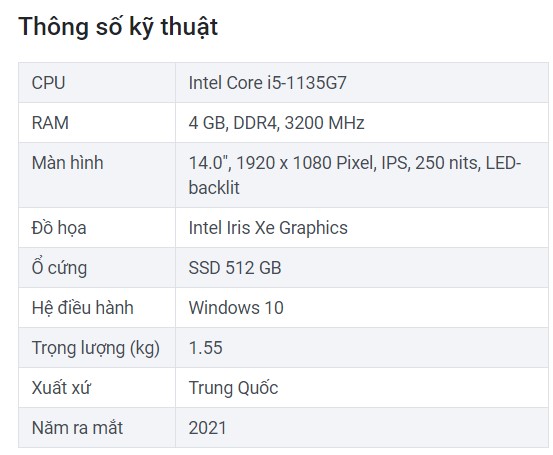 Thông số kỹ thuật
CPU
Intel Core i5-1135G7
RAM
4 GB, DDR4, 3200 MHz
Màn hình
14.0", 1920 x 1080 Pixel, IPS, 250 nits, LED-
backlit
Đồ họa
Intel Iris Xe Graphics
Ổ cứng
SSD 512 GB
Hệ điều hành
Windows 10
Trọng lượng (kg)
1.55
Xuất xứ
Trung Quốc
Năm ra mắt
2021